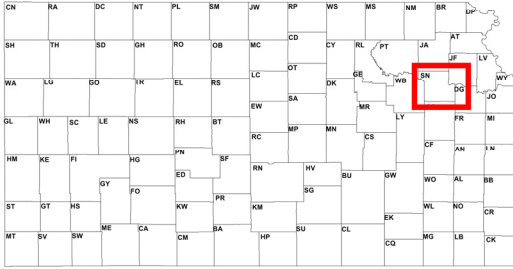 CN RA DC NT PL SM JW RP WS MS NM BR DP
CD AT
SH TH SD GH RO OB MC CY RL PT JA
JF LV
OT GE SN WY
WA LG GO TR EL RS LC DK WB DG JO
SA MR
EW LY
GL WH SC LE NS RH BT FR MI
RC MP MN CS
CF AN LN
HM KE FI HG PN SF
RN HV
ED BU GW WO AL BB
GY FO SG
PR
ST GT HS KW KM WL NO
EK CR
MT SV SW ME CA CM BA HP SU CL CQ MG LB CK